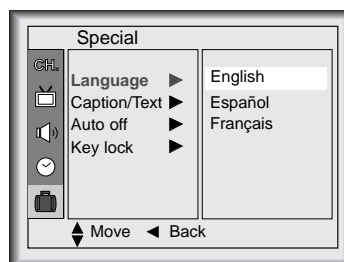 Special
CH.
Language ▶ English
Caption/Text ▶ Español
Auto off ▶ Français
Key lock ▶
Move ◀ Back